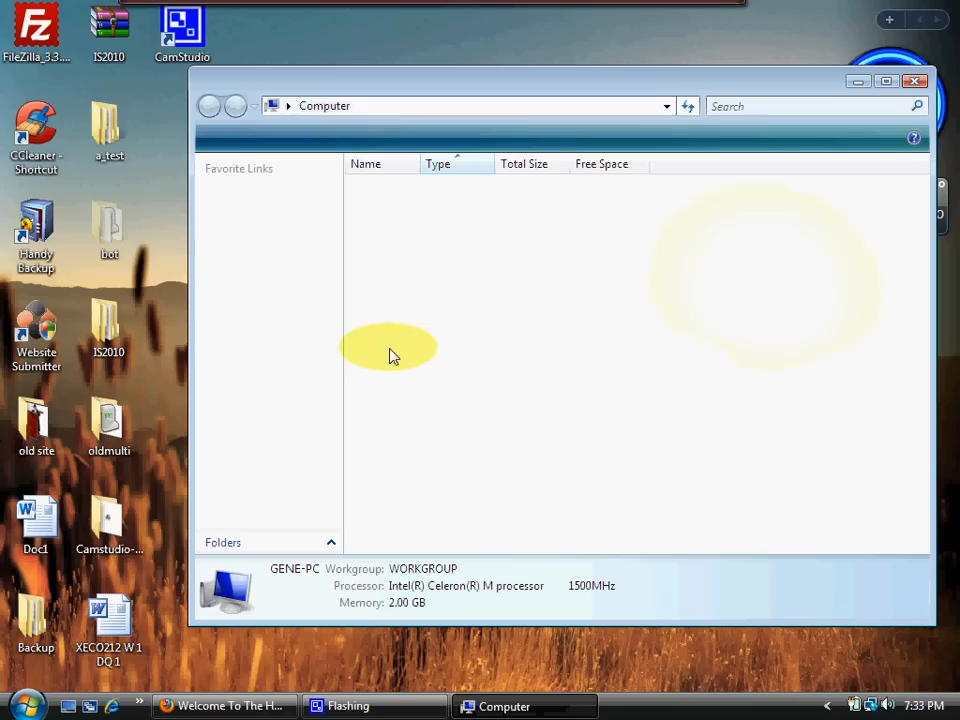 FileZilla_3.3....
IS2010
CamStudio
CCleaner -
Shortcut
a_test
Handy
Backup
bot
Website
Submitter
IS2010
old site
oldmulti
Doc1
Camstudio-...
Backup
XECO212 W 1
DQ 1
Computer
Search
Favorite Links
Name
Type
Total Size
Free Space
Folders
GENE-PC
Workgroup: WORKGROUP
Processor: Intel(R) Celeron(R) M processor 1500MHz
Memory: 2.00 GB
Welcome To The H...
Flashing
Computer
7:33 PM